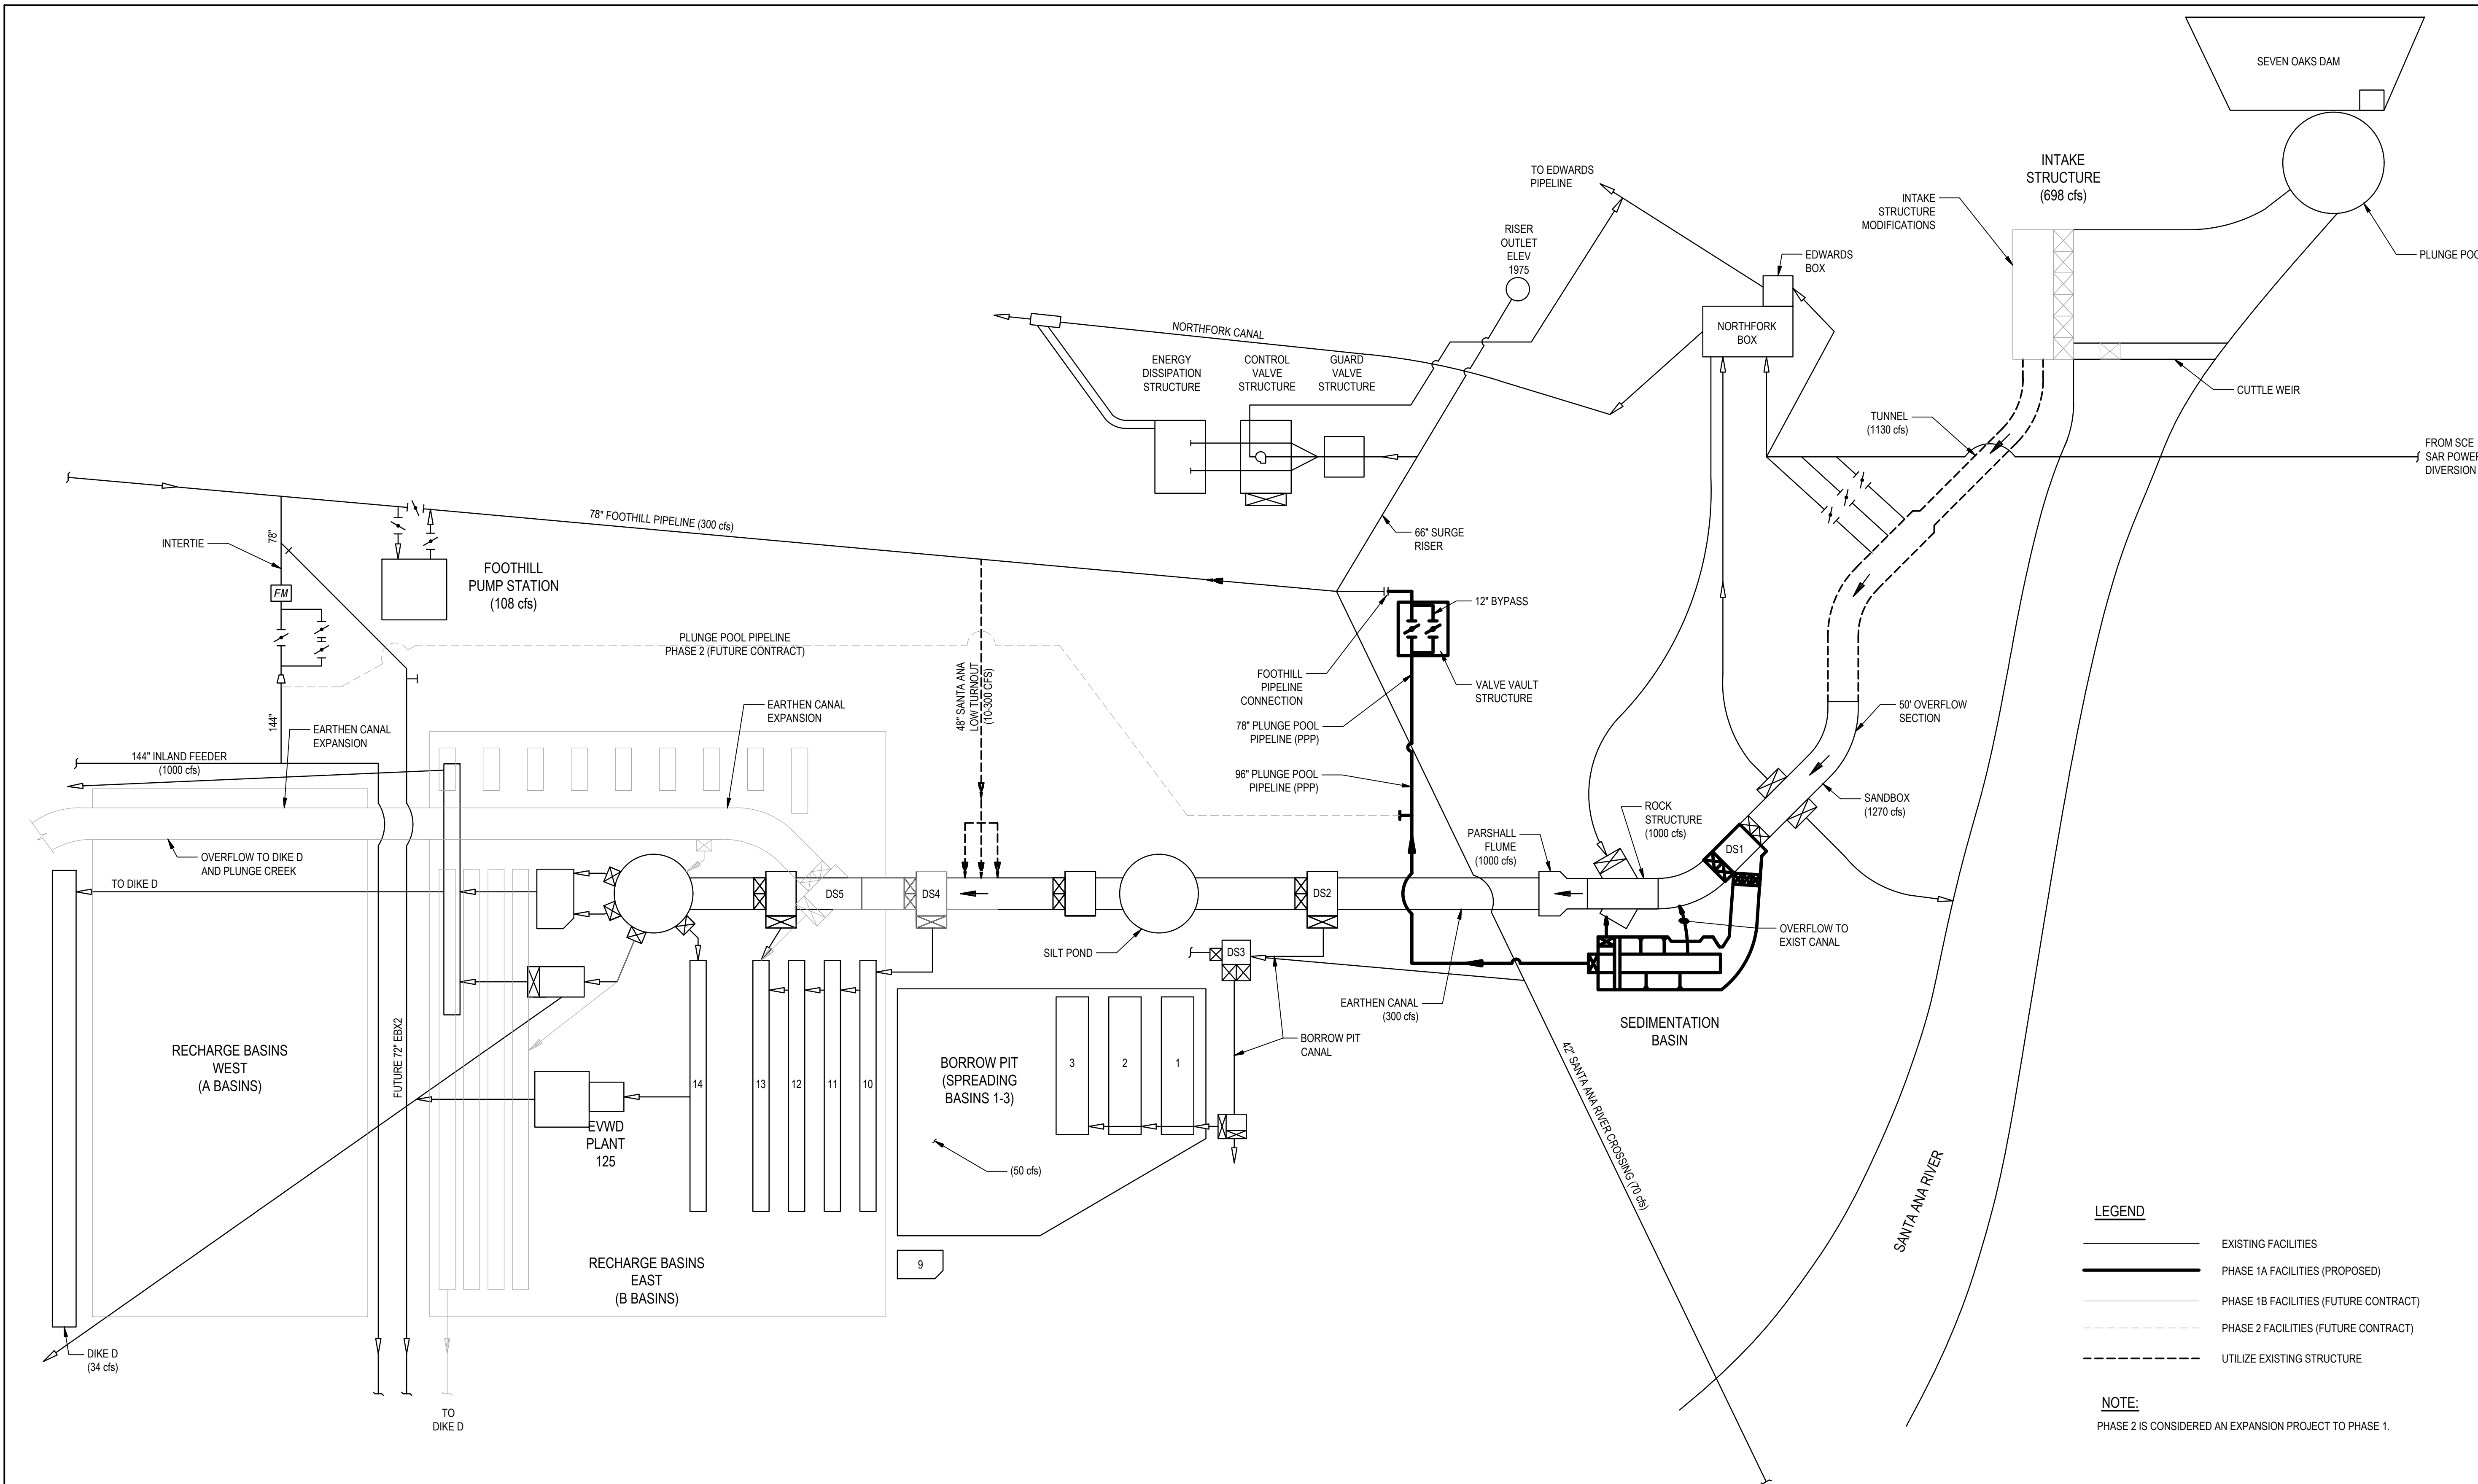 SEVEN OAKS DAM
INTAKE
STRUCTURE
(698 cfs)
INTAKE
STRUCTURE
MODIFICATIONS
TO EDWARDS
PIPELINE
RISER
OUTLET
ELEV
1975
EDWARDS
BOX
NORTHFORK
BOX
PLUNGE
NORTHFORK CANAL
ENERGY
DISSIPATION
STRUCTURE
CONTROL
VALVE
STRUCTURE
GUARD
VALVE
STRUCTURE
CUTTLE WEIR
TUNNEL
(1130 cfs)
FROM SCE
SAR POWER
DIVERSION
78" FOOTHILL PIPELINE (300 cfs)
INTERTIE
78"
FM
FOOTHILL
PUMP STATION
(108 cfs)
66" SURGE
RISER
12" BYPASS
PLUNGE POOL PIPELINE
PHASE 2 (FUTURE CONTRACT)
48" SANTA ANA
LOW TURNOUT
(10-300 CFS)
FOOTHILL
PIPELINE
CONNECTION
VALVE VAULT
STRUCTURE
144"
EARTHEN CANAL
EXPANSION
EARTHEN CANAL
EXPANSION
78" PLUNGE POOL
PIPELINE (PPP)
50' OVERFLOW
SECTION
144" INLAND FEEDER
(1000 cfs)
96" PLUNGE POOL
PIPELINE (PPP)
SANDBOX
(1270 cfs)
ROCK
STRUCTURE
(1000 cfs)
PARSHALL
FLUME
(1000 cfs)
DS1
OVERFLOW TO DIKE D
AND PLUNGE CREEK
TO DIKE D
DS5
DS4
DS2
SILT POND
DS3
OVERFLOW TO
EXIST CANAL
EARTHEN CANAL
(300 cfs)
SEDIMENTATION
BASIN
BORROW PIT
CANAL
RECHARGE BASINS
WEST
(A BASINS)
FUTURE 72" EBX2
14
13
12
11
10
BORROW PIT
(SPREADING
BASINS 1-3)
3
2
1
EVWD
PLANT
125
(50 cfs)
42" SANTA ANA RIVER CROSSING (70 cfs)
SANTA ANA RIVER
RECHARGE BASINS
EAST
(B BASINS)
9
DIKE D
(34 cfs)
TO
DIKE D
LEGEND
EXISTING FACILITIES
PHASE 1A FACILITIES (PROPOSED)
PHASE 1B FACILITIES (FUTURE CONTRACT)
PHASE 2 FACILITIES (FUTURE CONTRACT)
UTILIZE EXISTING STRUCTURE
NOTE:
PHASE 2 IS CONSIDERED AN EXPANSION PROJECT TO PHASE 1.